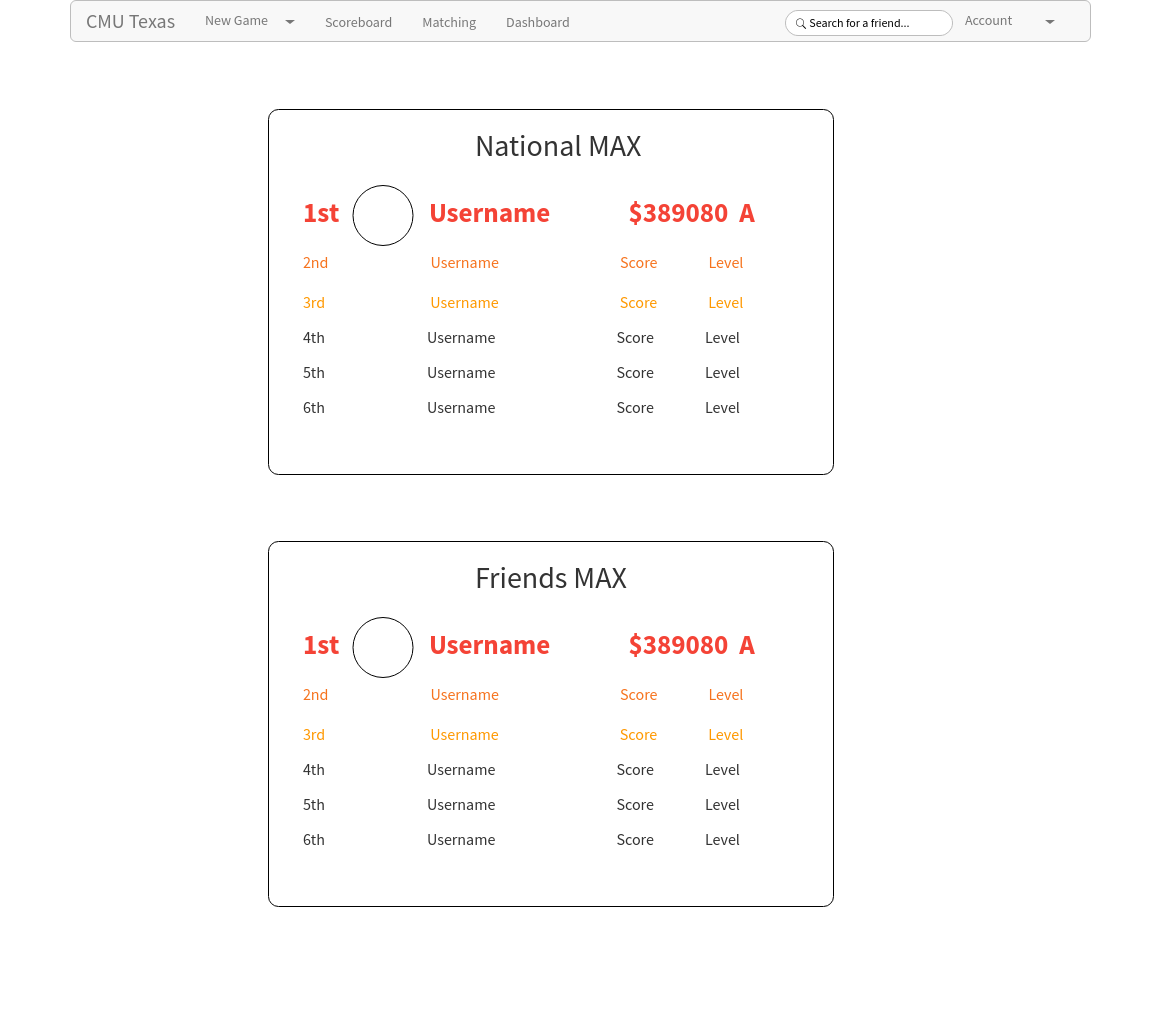 CMU Texas New Game Scoreboard Matching Dashboard Search for a friend... Account
National MAX
1st Username $389080 A
2nd Username Score Level
3rd Username Score Level
4th Username Score Level
5th Username Score Level
6th Username Score Level
Friends MAX
1st Username $389080 A
2nd Username Score Level
3rd Username Score Level
4th Username Score Level
5th Username Score Level
6th Username Score Level